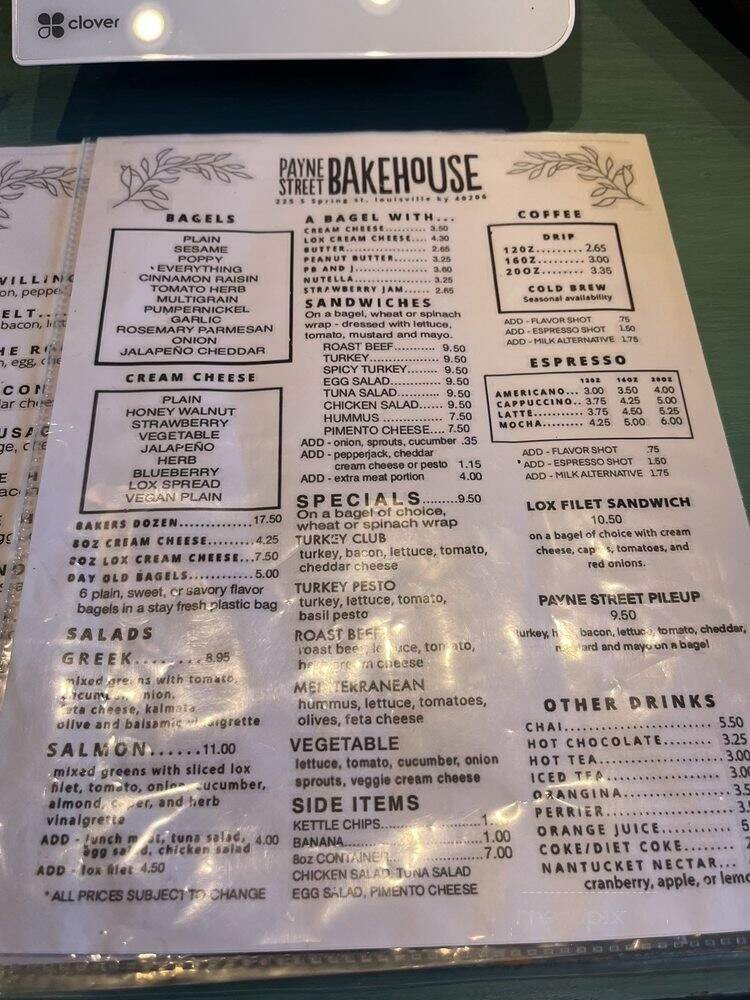 clover
PAYNE STREET BAKEHOUSE
225 S Spring st, louisville ky 40206
BAGELS
PLAIN
SESAME
POPPY
EVERYTHING
CINNAMON RAISIN
TOMATO HERB
MULTIGRAIN
PUMPERNICKEL
GARLIC
ROSEMARY PARMESAN
ONION
JALAPEÑO CHEDDAR
CREAM CHEESE
PLAIN
HONEY WALNUT
STRAWBERRY
VEGETABLE
JALAPEÑO
HERB
BLUEBERRY
LOX SPREAD
VEGAN PLAIN
BAKERS DOZEN..............17.50
8OZ CREAM CHEESE.......4.25
8OZ LOX CREAM CHEESE...7.50
DAY OLD BAGELS............5.00
6 plain, sweet, or savory flavor
bagels in a stay fresh plastic bag
SALADS
GREEK.........8.95
mixed greens with tomato,
cucumber, onion,
feta cheese, kalmata
olive and balsamic vinaigrette
SALMON......11.00
mixed greens with sliced lox
filet, tomato, onion, cucumber,
almond, caper, and herb
vinaigrette
ADD - lunch meat, tuna salad, 4.00
egg salad, chicken salad
ADD - lox filet 4.50
*ALL PRICES SUBJECT TO CHANGE
A BAGEL WITH...
CREAM CHEESE.......... 3.50
LOX CREAM CHEESE.... 4.30
BUTTER.................... 2.65
PEANUT BUTTER......... 3.25
PB AND J.................. 3.60
NUTELLA................... 3.25
STRAWBERRY JAM...... 2.65
SANDWICHES
On a bagel, wheat or spinach
wrap - dressed with lettuce,
tomato, mustard and mayo.
ROAST BEEF.......... 9.50
TURKEY................. 9.50
SPICY TURKEY....... 9.50
EGG SALAD........... 9.50
TUNA SALAD......... 9.50
CHICKEN SALAD..... 9.50
HUMMUS .............. 7.50
PIMENTO CHEESE... 7.50
ADD - onion, sprouts, cucumber .35
ADD - pepperjack, cheddar
cream cheese or pesto 1.15
ADD - extra meat portion 4.00
SPECIALS........9.50
On a bagel of choice,
wheat or spinach wrap
TURKEY CLUB
turkey, bacon, lettuce, tomato,
cheddar cheese
TURKEY PESTO
turkey, lettuce, tomato,
basil pesto
ROAST BEEF
roast beef, lettuce, tomato,
cheese
MEDITERRANEAN
hummus, lettuce, tomatoes,
olives, feta cheese
VEGETABLE
lettuce, tomato, cucumber, onion
sprouts, veggie cream cheese
SIDE ITEMS
KETTLE CHIPS
BANANA..........................1.00
8oz CONTAINER................7.00
CHICKEN SALAD, TUNA SALAD
EGG SALAD, PIMENTO CHEESE
COFFEE
DRIP
12OZ......... 2.65
16OZ......... 3.00
20OZ......... 3.35
COLD BREW
Seasonal availability
ADD - FLAVOR SHOT .75
ADD - ESPRESSO SHOT 1.50
ADD - MILK ALTERNATIVE 1.75
ESPRESSO
12OZ 16OZ 20OZ
AMERICANO... 3.00 3.50 4.00
CAPPUCCINO.. 3.75 4.25 5.00
LATTE........... 3.75 4.50 5.25
MOCHA.......... 4.25 5.00 6.00
ADD - FLAVOR SHOT .75
ADD - ESPRESSO SHOT 1.50
ADD - MILK ALTERNATIVE 1.75
LOX FILET SANDWICH
10.50
on a bagel of choice with cream
cheese, capers, tomatoes, and
red onions.
PAYNE STREET PILEUP
9.50
turkey, ham, bacon, lettuce, tomato, cheddar,
mustard and mayo on a bagel
OTHER DRINKS
CHAI........................ 5.50
HOT CHOCOLATE........ 3.25
HOT TEA................... 3.00
ICED TEA.................. 3.00
ORANGINA
PERRIER
ORANGE JUICE
COKE/DIET COKE
NANTUCKET NECTAR...
cranberry, apple, or